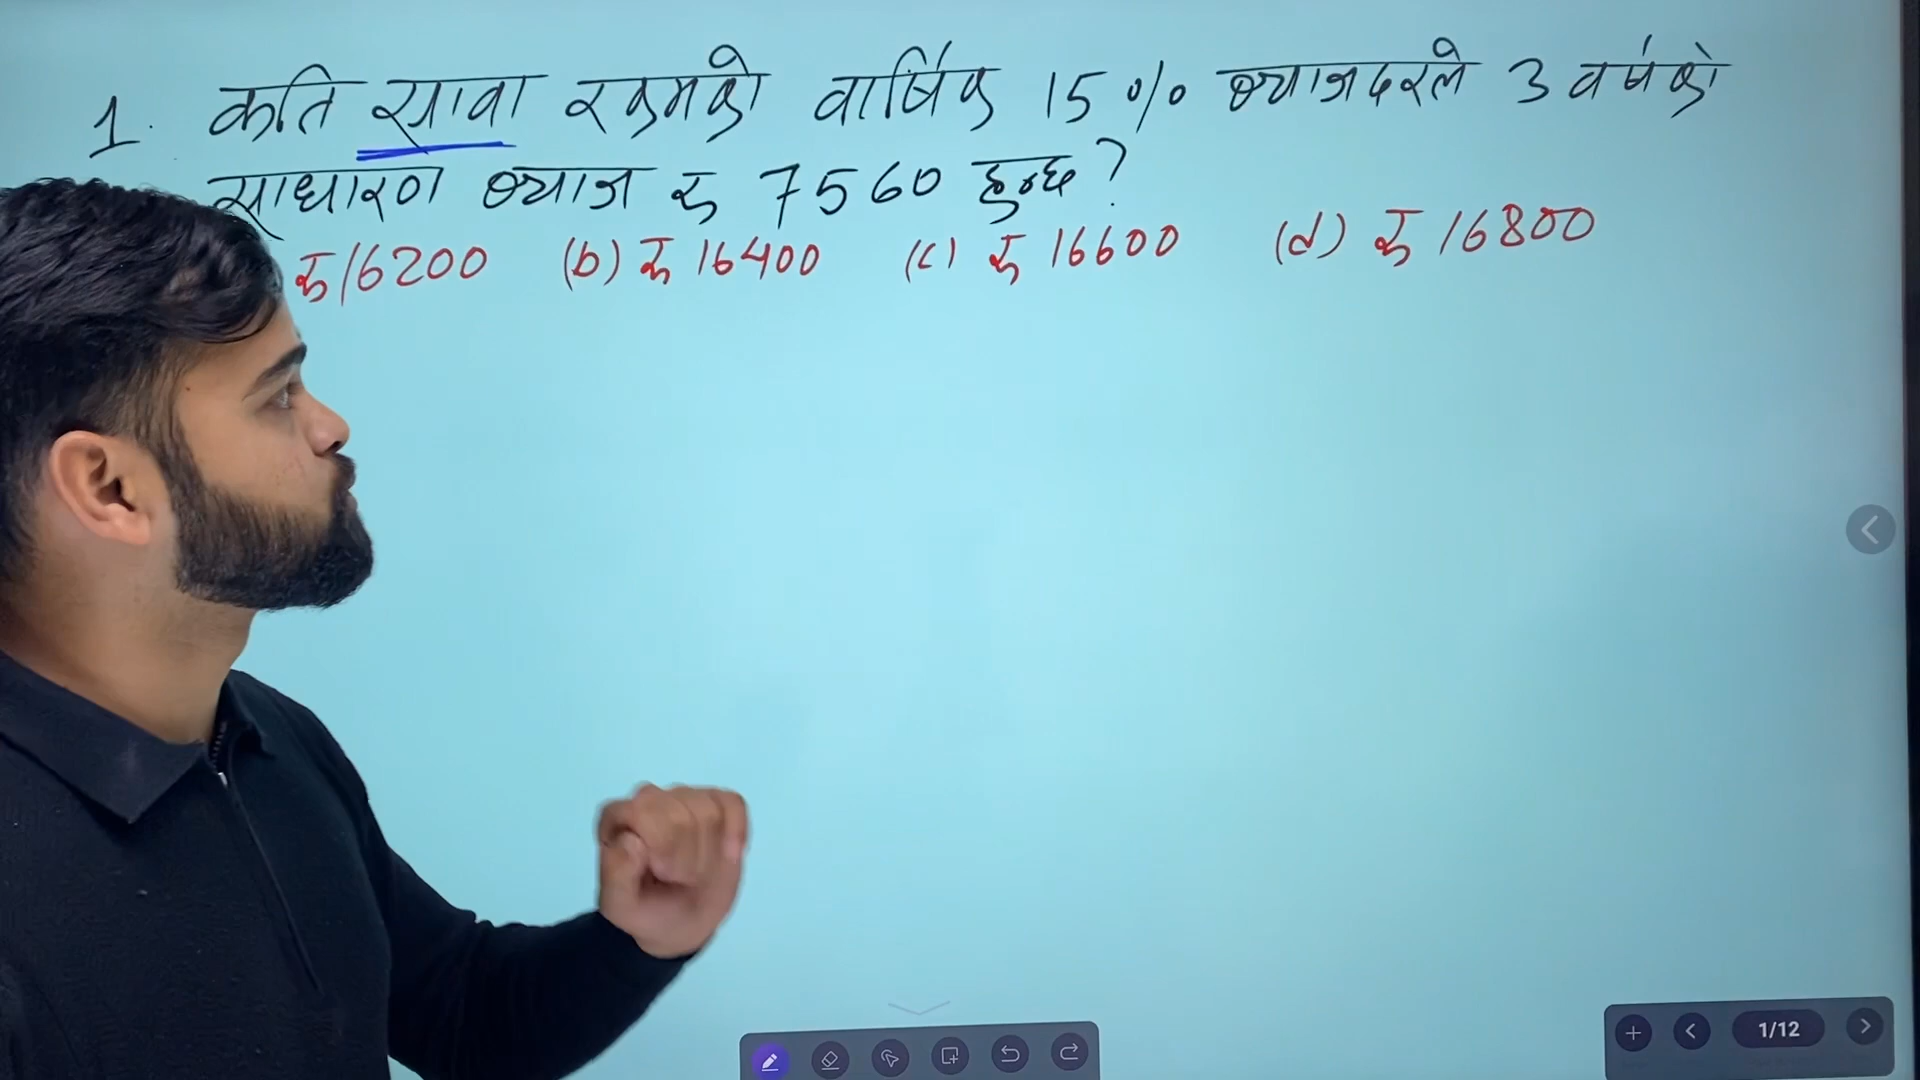 1. कति सावा रकमको वार्षिक 15% ब्याजदरले 3 वर्षको
साधारण ब्याज रु 7560 हुन्छ?
रु 16200 (b) रु 16400 (c) रु 16600 (d) रु 16800
1/12